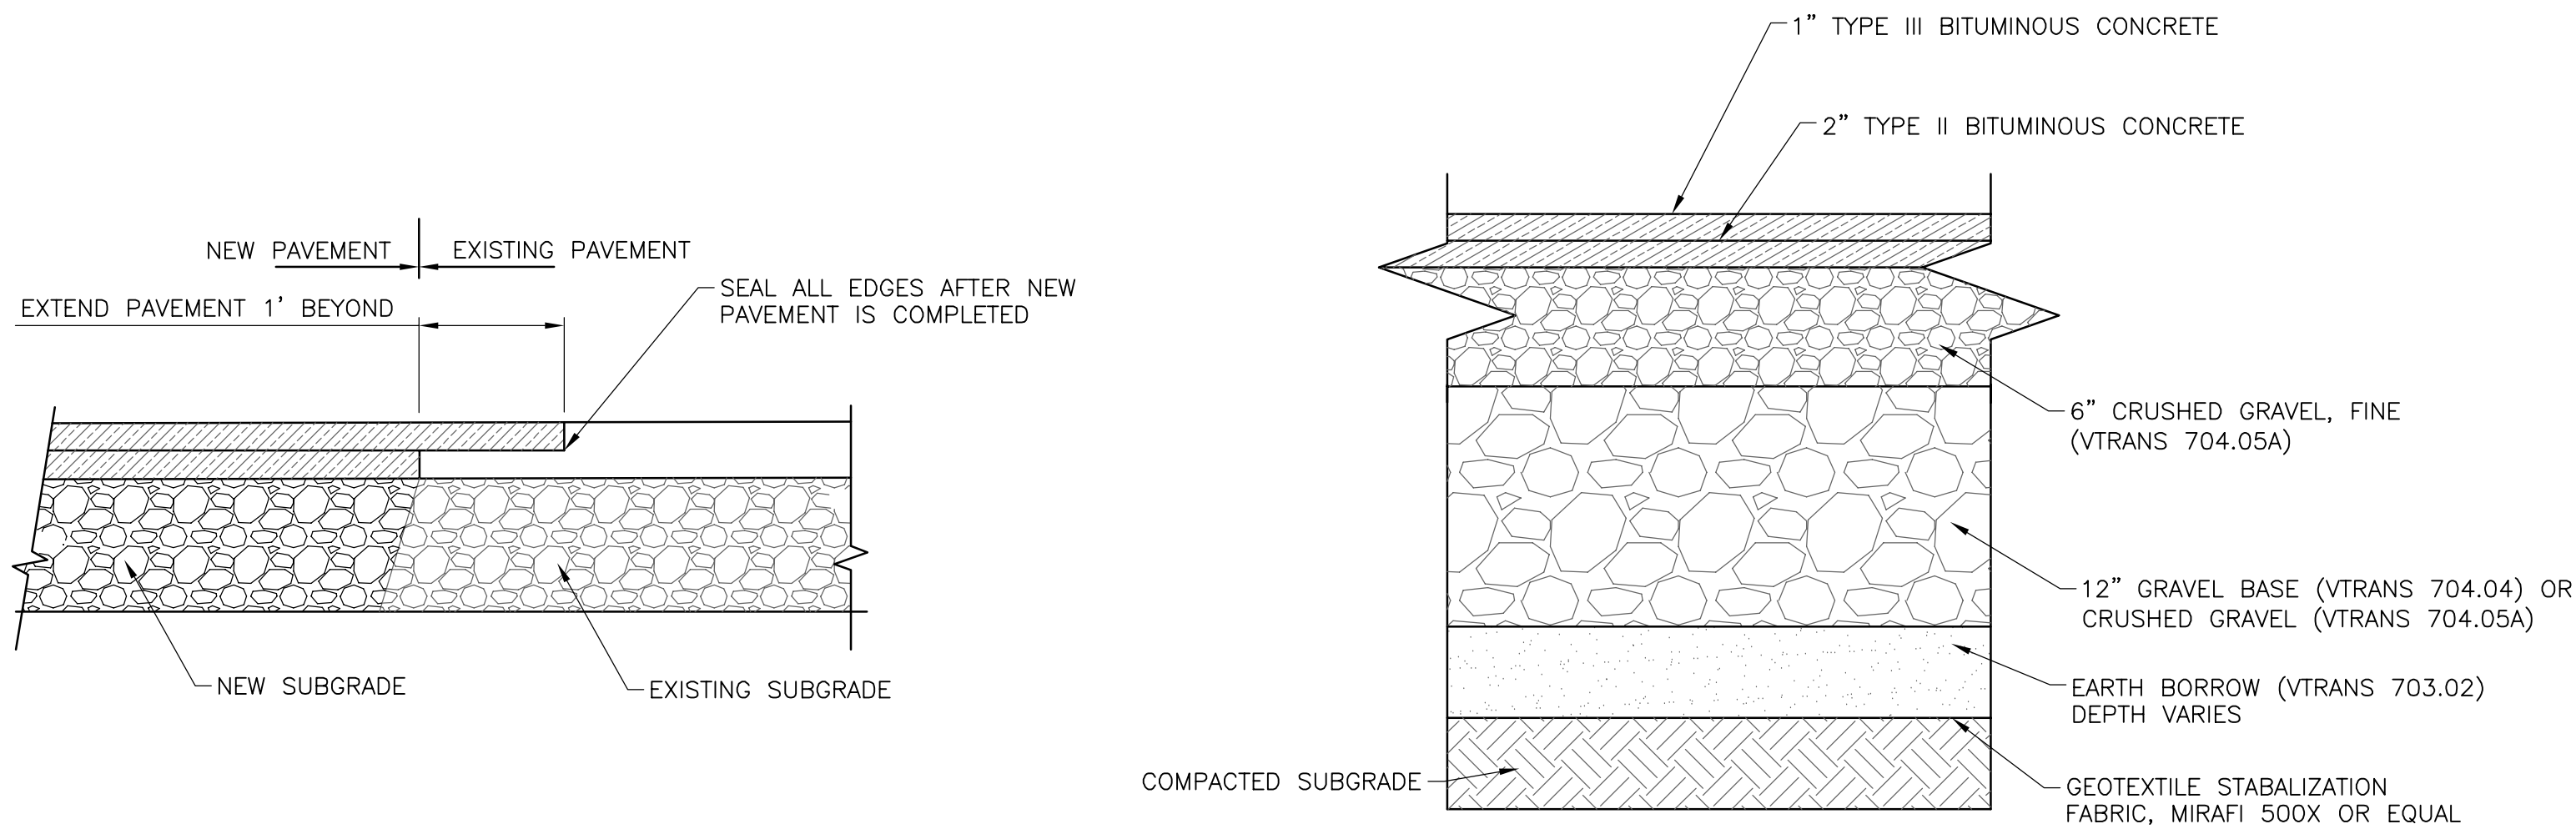 NEW PAVEMENT
EXISTING PAVEMENT
EXTEND PAVEMENT 1' BEYOND
SEAL ALL EDGES AFTER NEW
PAVEMENT IS COMPLETED
NEW SUBGRADE
EXISTING SUBGRADE
1” TYPE III BITUMINOUS CONCRETE
2” TYPE II BITUMINOUS CONCRETE
6” CRUSHED GRAVEL, FINE
(VTRANS 704.05A)
12” GRAVEL BASE (VTRANS 704.04) OR
CRUSHED GRAVEL (VTRANS 704.05A)
EARTH BORROW (VTRANS 703.02)
DEPTH VARIES
COMPACTED SUBGRADE
GEOTEXTILE STABALIZATION
FABRIC, MIRAFI 500X OR EQUAL